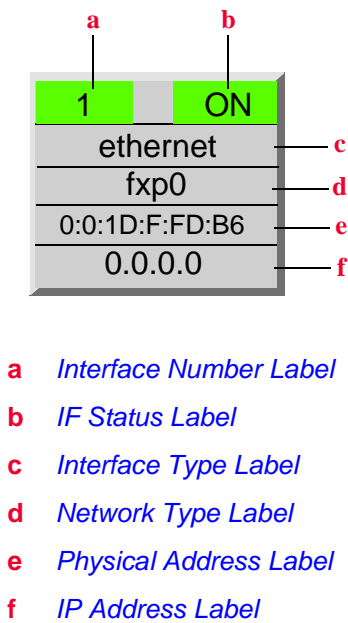 a b
1 ON
ethernet c
fxp0 d
0:0:1D:F:FD:B6 e
0.0.0.0 f
a Interface Number Label
b IF Status Label
c Interface Type Label
d Network Type Label
e Physical Address Label
f IP Address Label